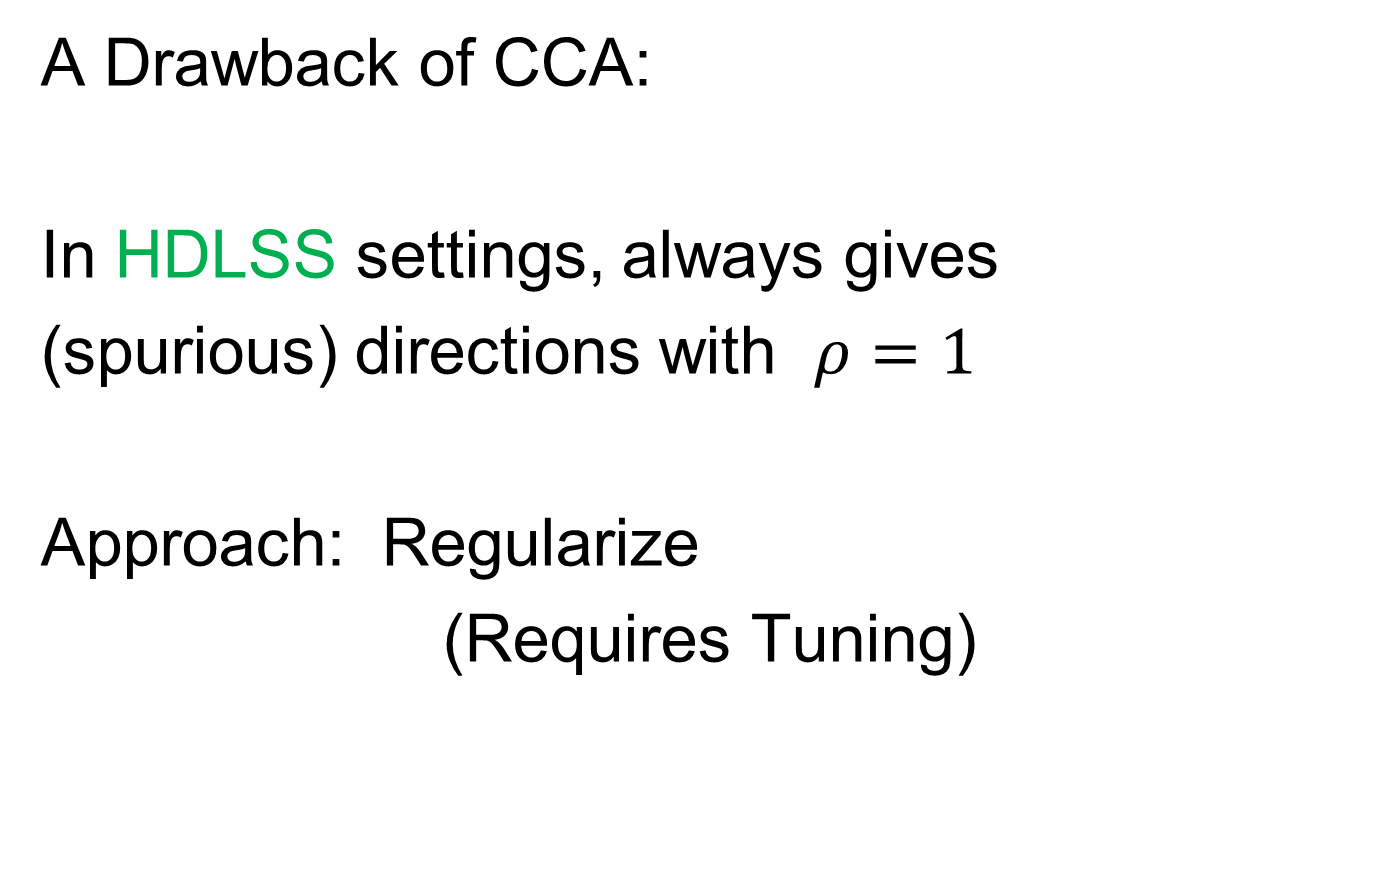 A Drawback of CCA:
In HDLSS settings, always gives
(spurious) directions with ρ = 1
Approach: Regularize
(Requires Tuning)